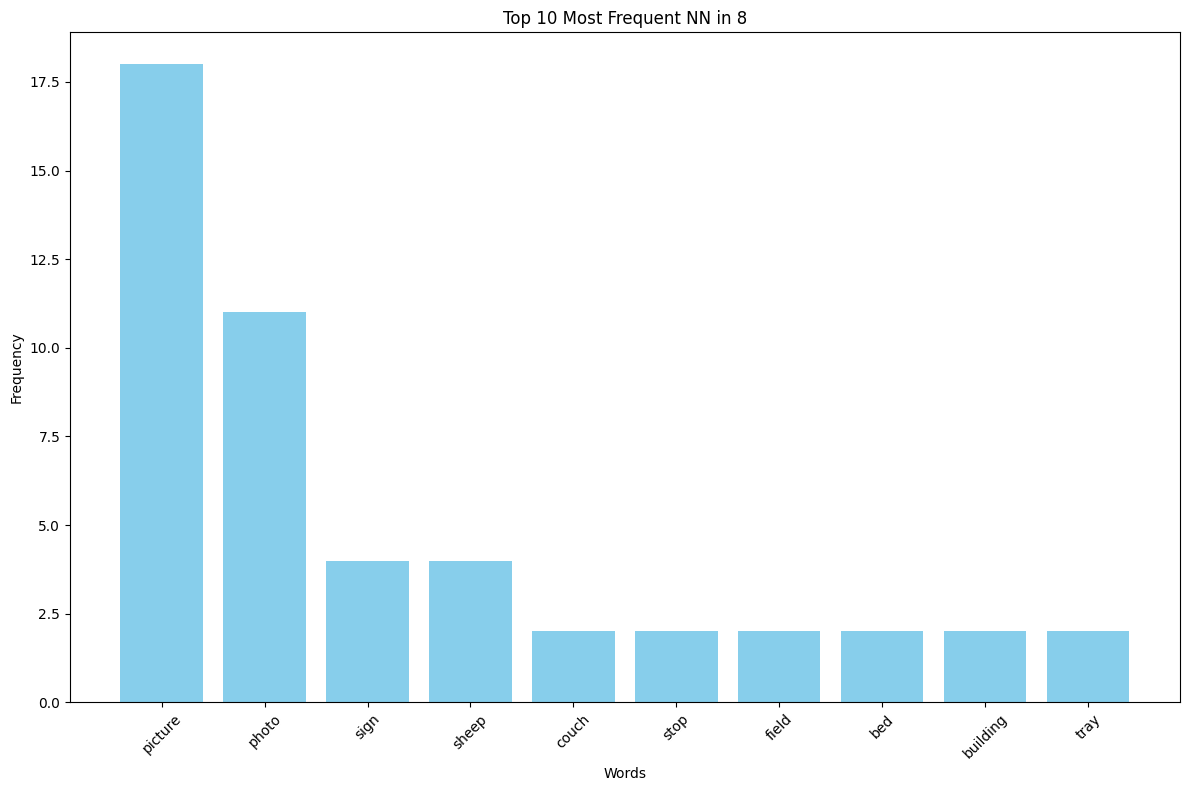 Top 10 Most Frequent NN in 8
17.5
15.0
12.5
10.0
7.5
5.0
2.5
0.0
Frequency
picture photo sign sheep couch stop field bed building tray
Words